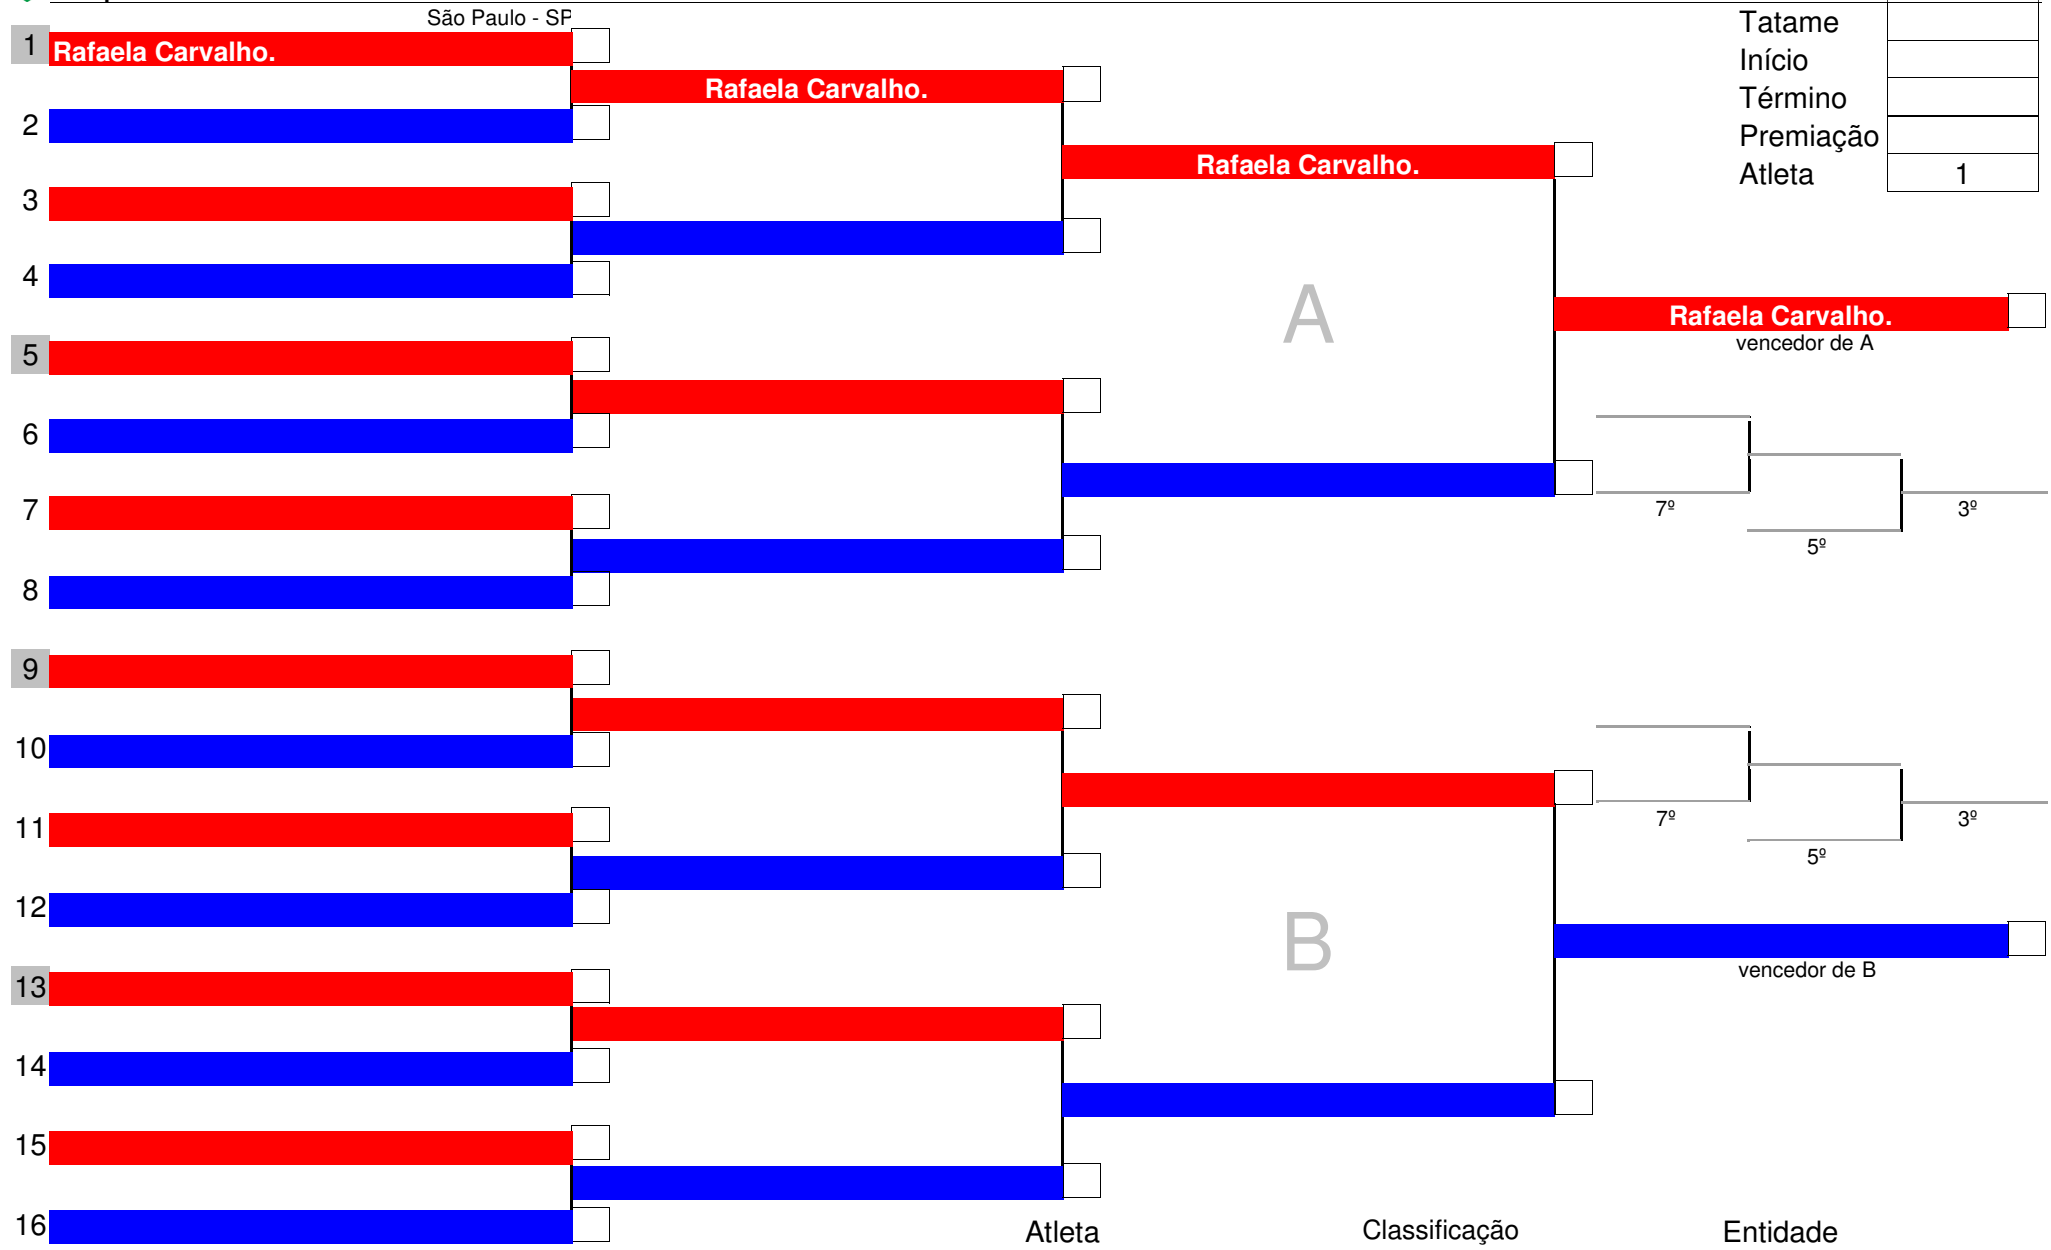 São Paulo - SP
Tatame
Início
Término
Premiação
Atleta 1
1 Rafaela Carvalho.
Rafaela Carvalho.
2
Rafaela Carvalho.
3
4
A
Rafaela Carvalho.
vencedor de A
5
6
7
7º
3º
5º
8
9
10
11
7º
3º
5º
12
B
vencedor de B
13
14
15
16
Atleta Classificação Entidade